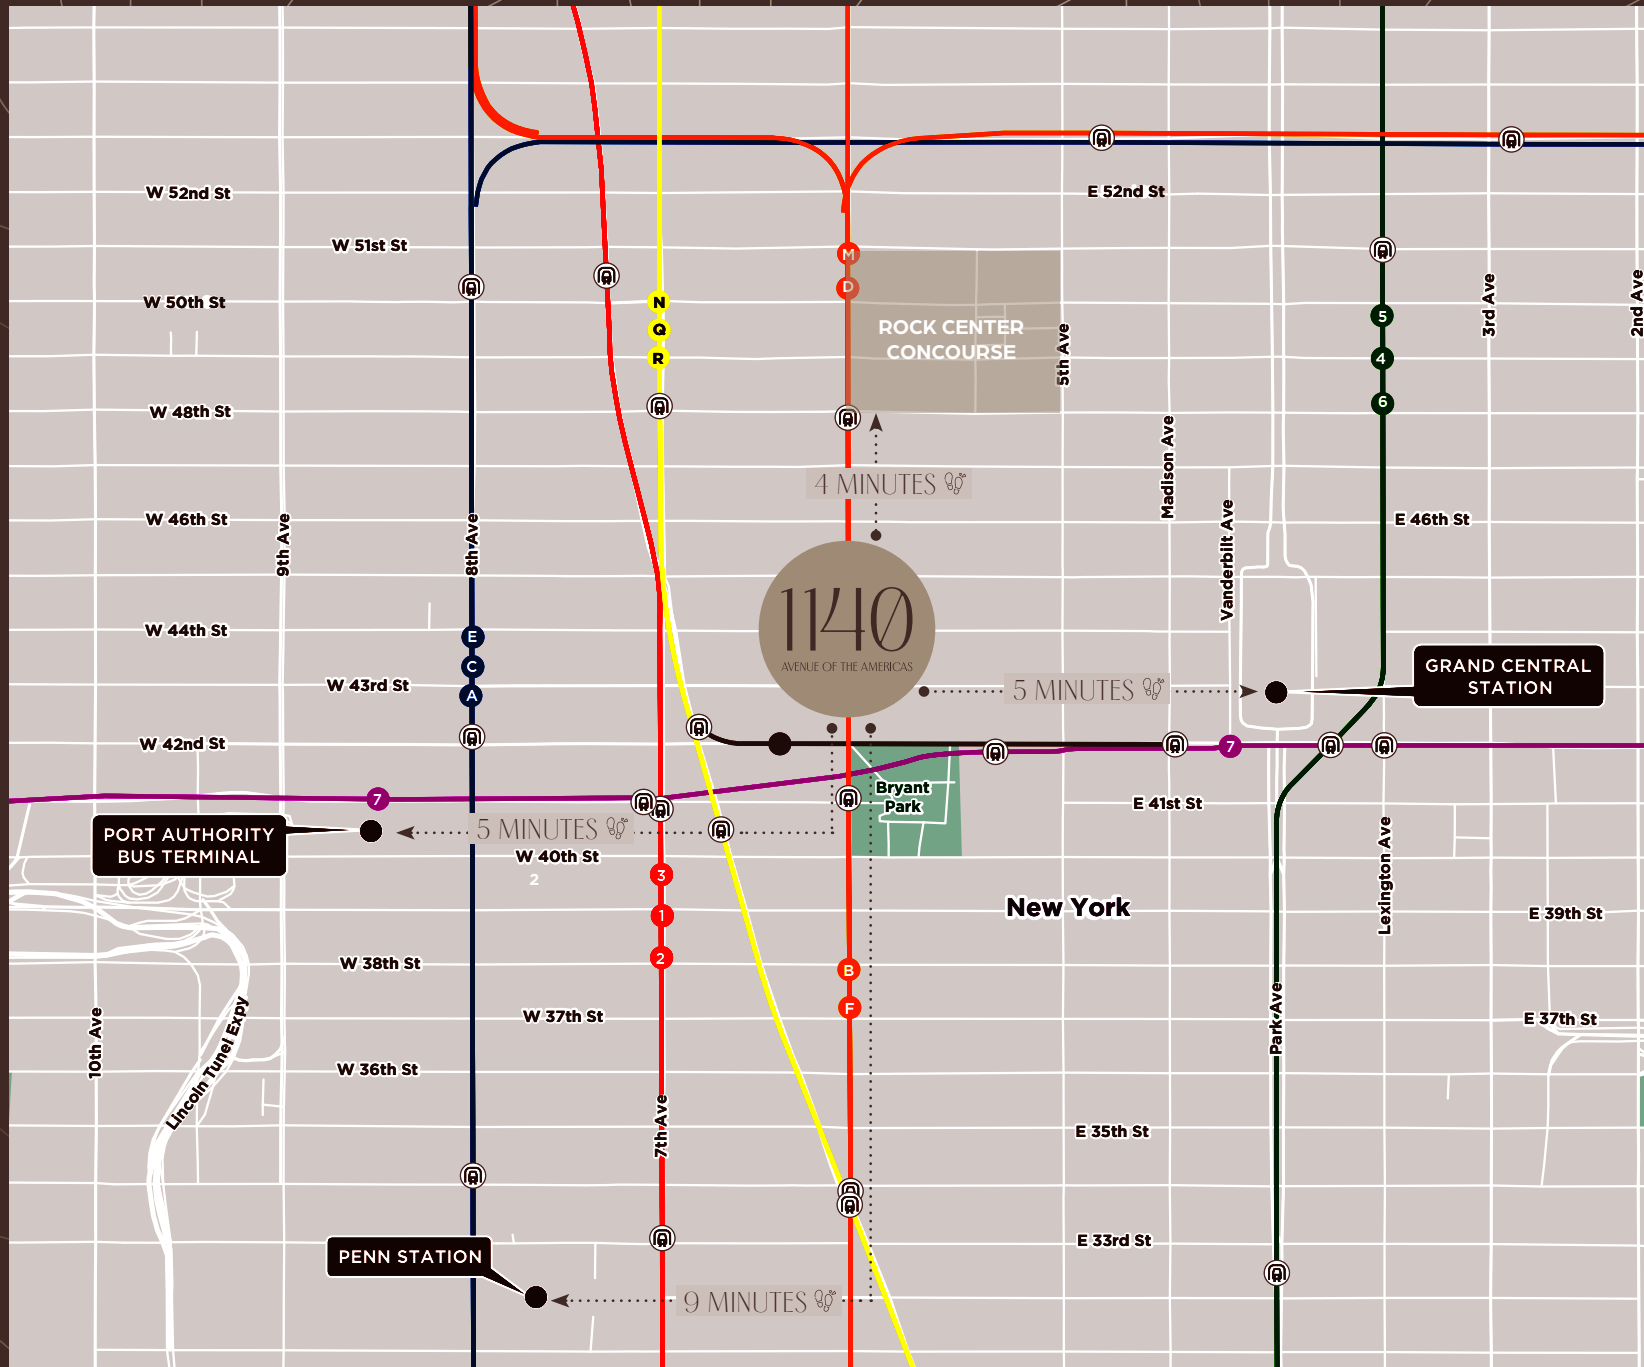 W 52nd St
E 52nd St
W 51st St
M
D
W 50th St
N
Q
R
ROCK CENTER
CONCOURSE
5th Ave
5
4
6
3rd Ave
2nd Ave
W 48th St
4 MINUTES
Madison Ave
W 46th St
E 46th St
9th Ave
8th Ave
Vanderbilt Ave
1140
AVENUE OF THE AMERICAS
W 44th St
E
C
A
W 43rd St
5 MINUTES
GRAND CENTRAL
STATION
W 42nd St
7
7
Bryant
Park
E 41st St
PORT AUTHORITY
BUS TERMINAL
5 MINUTES
W 40th St
2
3
1
2
New York
Lexington Ave
E 39th St
W 38th St
B
F
W 37th St
E 37th St
10th Ave
Lincoln Tunel Expy
Park Ave
W 36th St
7th Ave
E 35th St
E 33rd St
PENN STATION
9 MINUTES